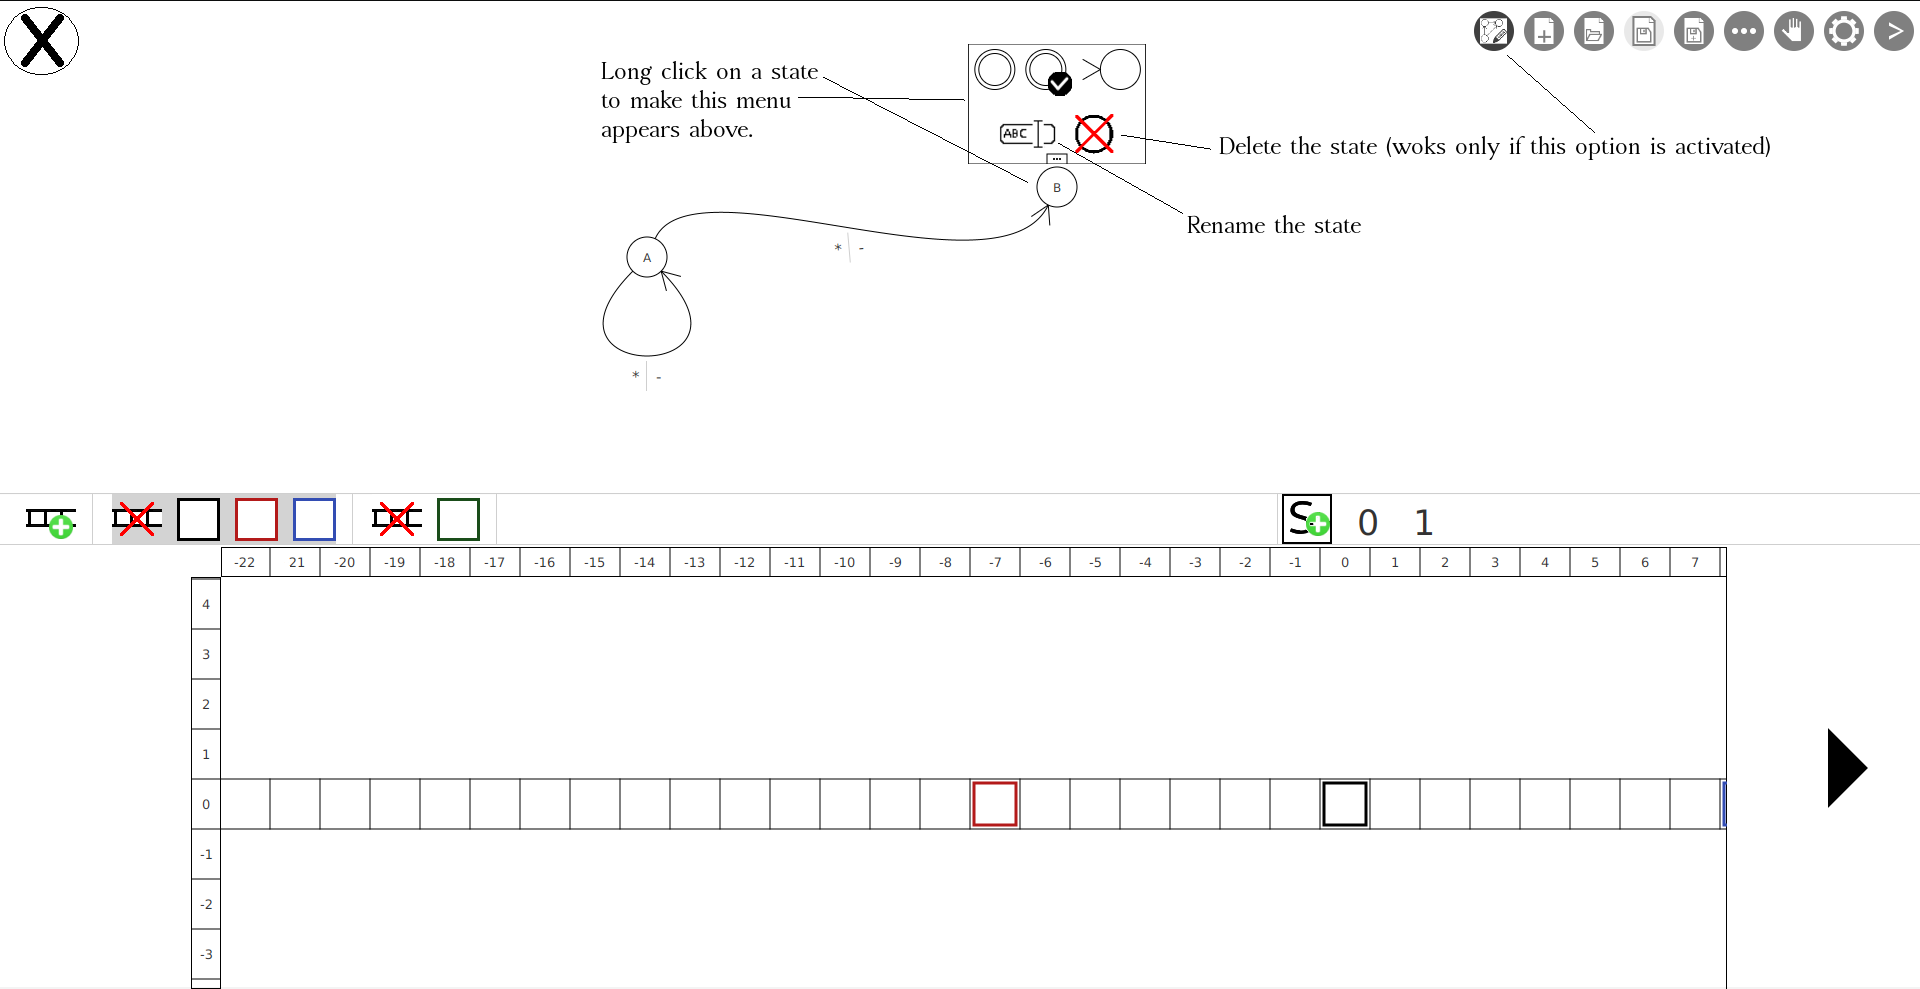 X
Long click on a state
to make this menu
appears above.
ABC
Delete the state (woks only if this option is activated)
B
Rename the state
* -
A
* -
S 0 1
-22 21 -20 -19 -18 -17 -16 -15 -14 -13 -12 -11 -10 -9 -8 -7 -6 -5 -4 -3 -2 -1 0 1 2 3 4 5 6 7
4
3
2
1
0
-1
-2
-3